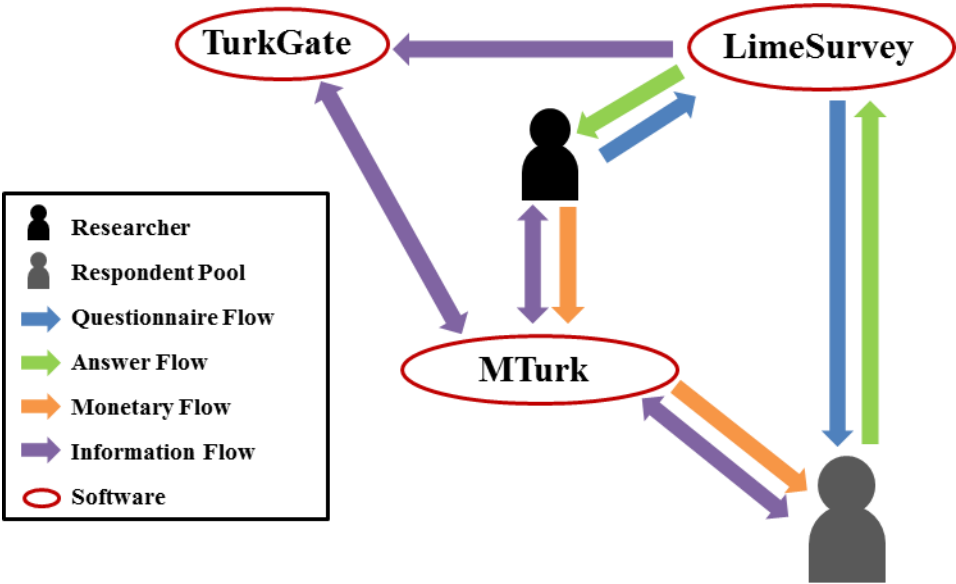 TurkGate
LimeSurvey
MTurk
Researcher
Respondent Pool
Questionnaire Flow
Answer Flow
Monetary Flow
Information Flow
Software